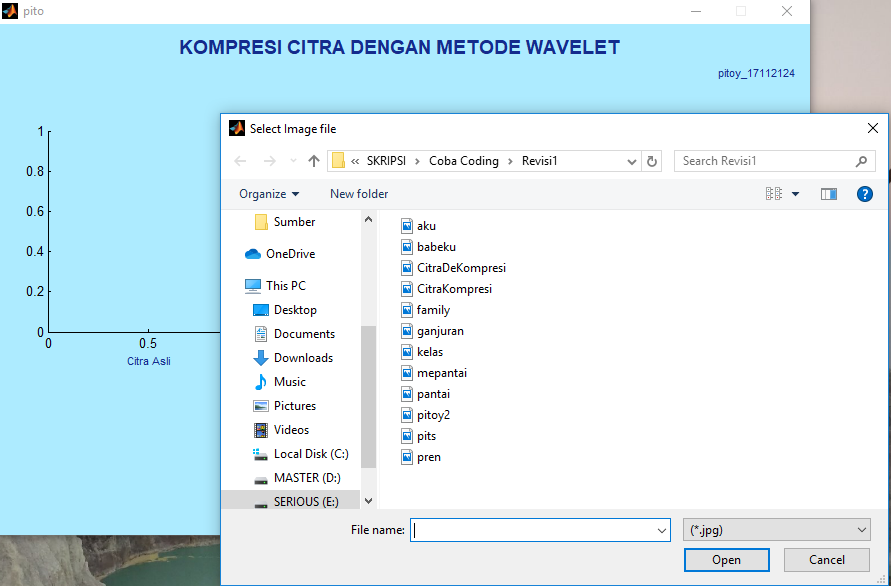 pito
KOMPRESI CITRA DENGAN METODE WAVELET
pitoy_17112124
1
0.8
0.6
0.4
0.2
0
0
0.5
Citra Asli
Select Image file
« SKRIPSI > Coba Coding > Revisi1
Search Revisi1
Organize
New folder
Sumber
OneDrive
This PC
Desktop
Documents
Downloads
Music
Pictures
Videos
Local Disk (C:)
MASTER (D:)
SERIOUS (E:)
aku
babeku
CitraDeKompresi
CitraKompresi
family
ganjuran
kelas
mepantai
pantai
pitoy2
pits
pren
File name:
(*.jpg)
Open
Cancel